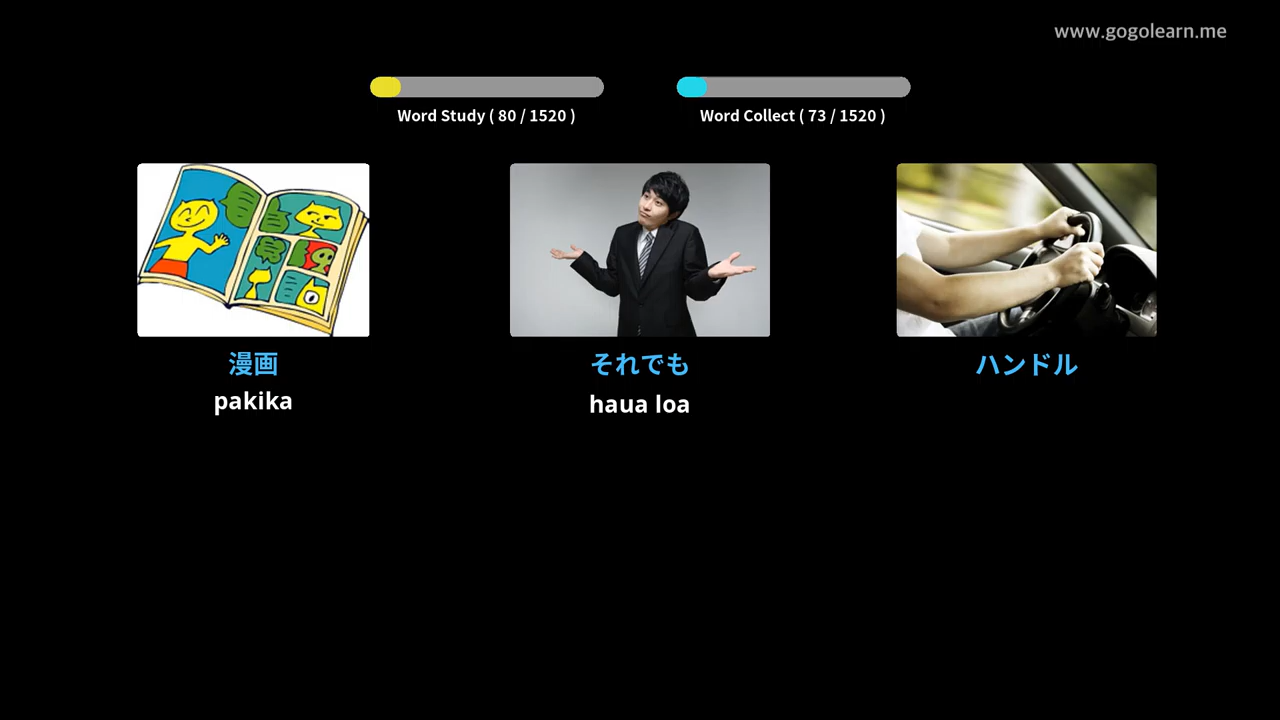 www.gogolearn.me
Word Study ( 80 / 1520 )
Word Collect ( 73 / 1520 )
漫画
pakika
それでも
haua loa
ハンドル